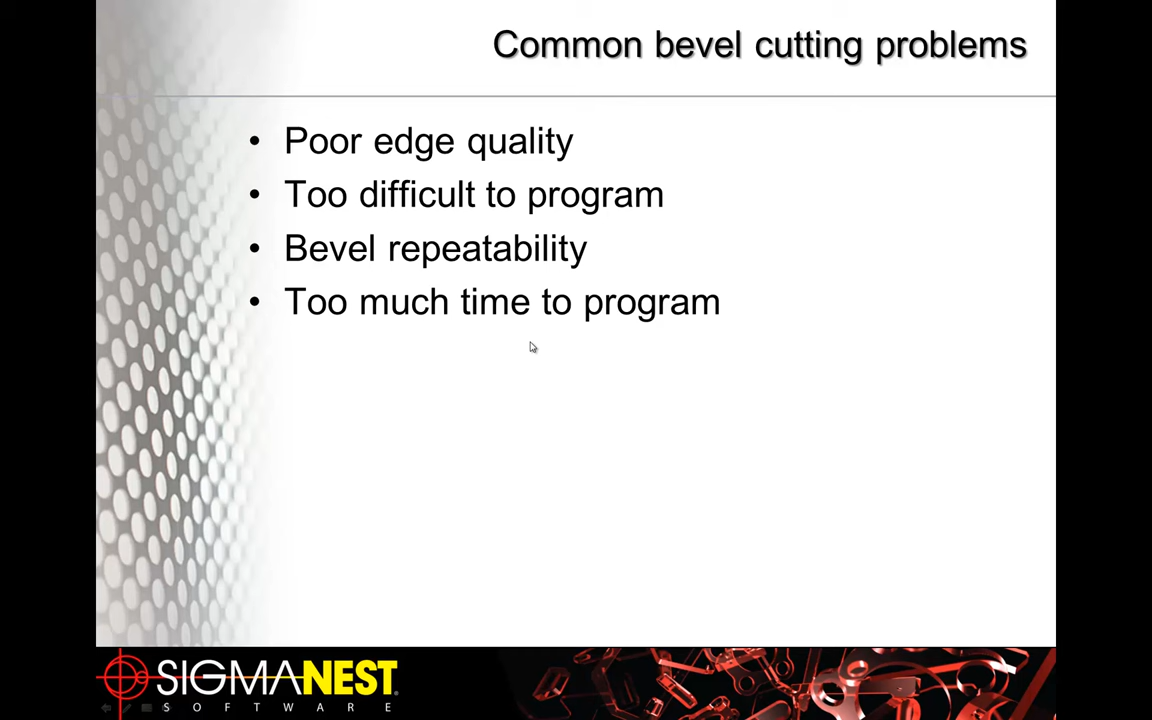 Common bevel cutting problems
• Poor edge quality
• Too difficult to program
• Bevel repeatability
• Too much time to program
SIGMANEST®
SOFTWARE